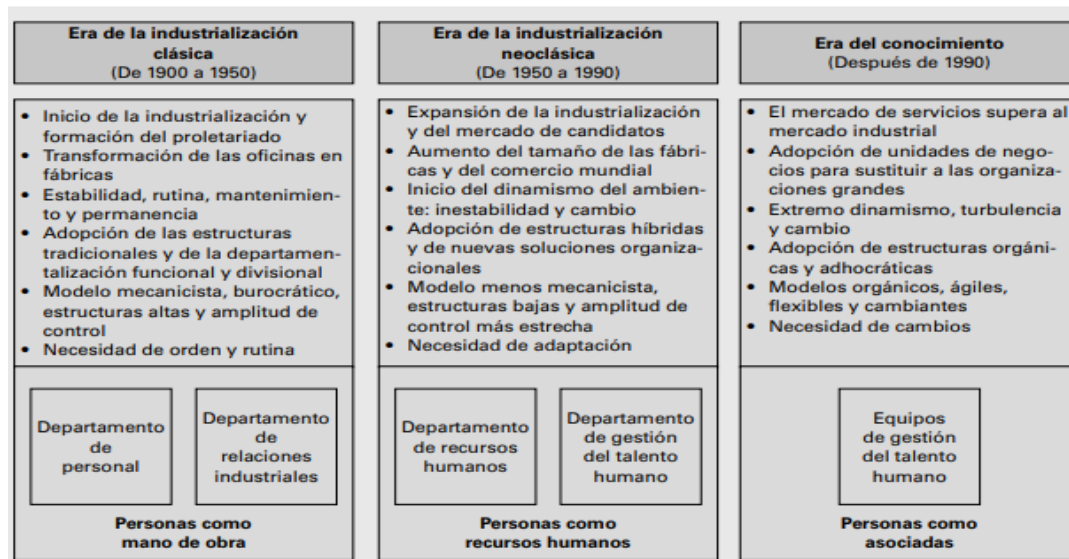 Era de la industrialización
clásica
(De 1900 a 1950)
• Inicio de la industrialización y
formación del proletariado
• Transformación de las oficinas en
fábricas
• Estabilidad, rutina, mantenimien-
to y permanencia
• Adopción de las estructuras
tradicionales y de la departamen-
talización funcional y divisional
• Modelo mecanicista, burocrático,
estructuras altas y amplitud de
control
• Necesidad de orden y rutina
Departamento
de
personal
Departamento
de
relaciones
industriales
Personas como
mano de obra
Era de la industrialización
neoclásica
(De 1950 a 1990)
• Expansión de la industrialización
y del mercado de candidatos
• Aumento del tamaño de las fábri-
cas y del comercio mundial
• Inicio del dinamismo del ambien-
te: inestabilidad y cambio
• Adopción de estructuras híbridas
y de nuevas soluciones organiza-
cionales
• Modelo menos mecanicista,
estructuras bajas y amplitud de
control más estrecha
• Necesidad de adaptación
Departamento
de recursos
humanos
Departamento
de gestión
del talento
humano
Personas como
recursos humanos
Era del conocimiento
(Después de 1990)
• El mercado de servicios supera al
mercado industrial
• Adopción de unidades de nego-
cios para sustituir a las organiza-
ciones grandes
• Extremo dinamismo, turbulencia
y cambio
• Adopción de estructuras orgáni-
cas y adhocráticas
• Modelos orgánicos, ágiles,
flexibles y cambiantes
• Necesidad de cambios
Equipos
de gestión
del talento
humano
Personas como
asociadas